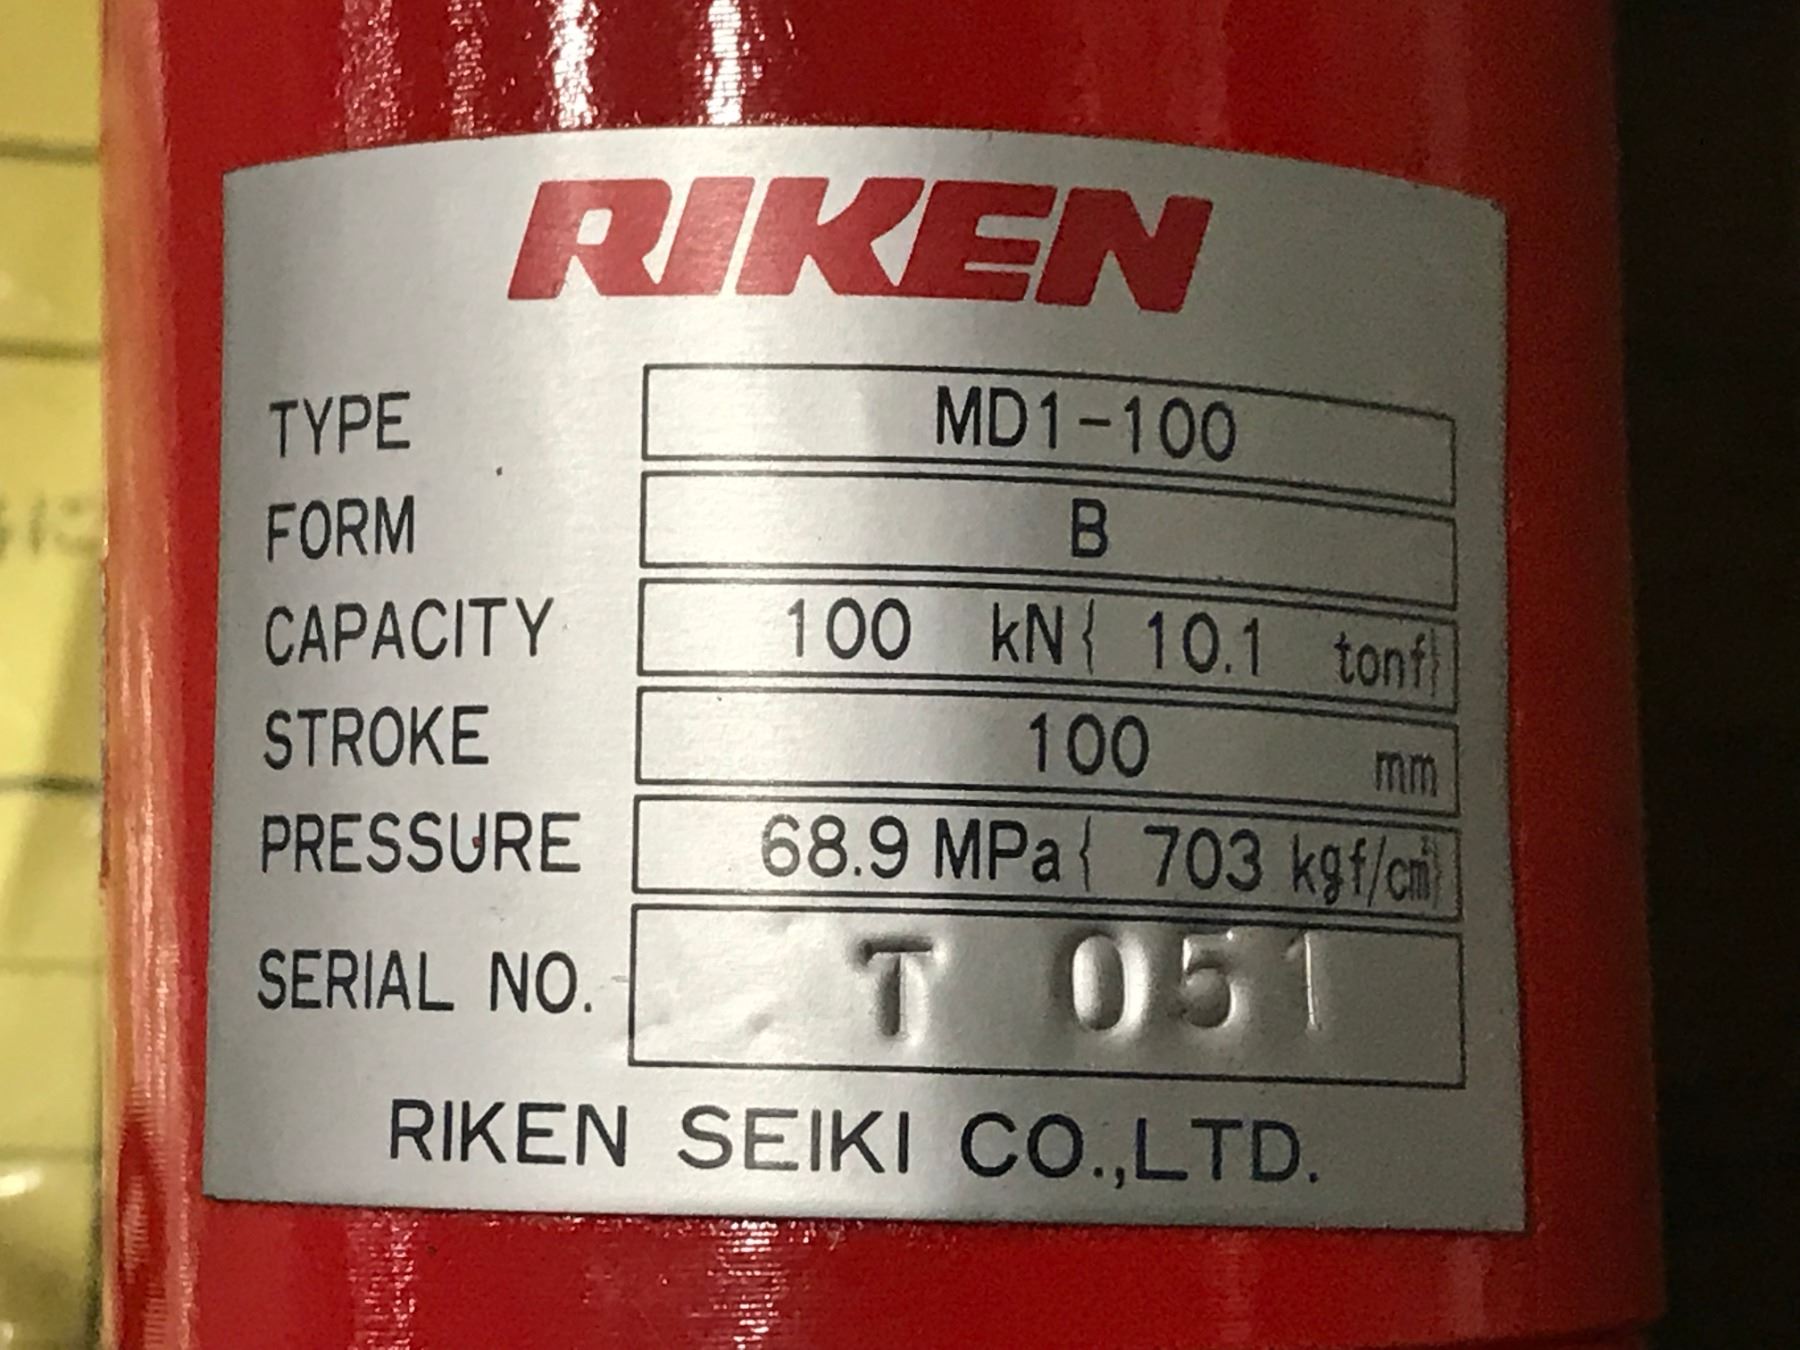 RIKEN
TYPE MD1-100
FORM B
CAPACITY 100 kN{ 10.1 tonf}
STROKE 100 mm
PRESSURE 68.9 MPa{ 703 kgf/cm²}
SERIAL NO. T 051
RIKEN SEIKI CO.,LTD.